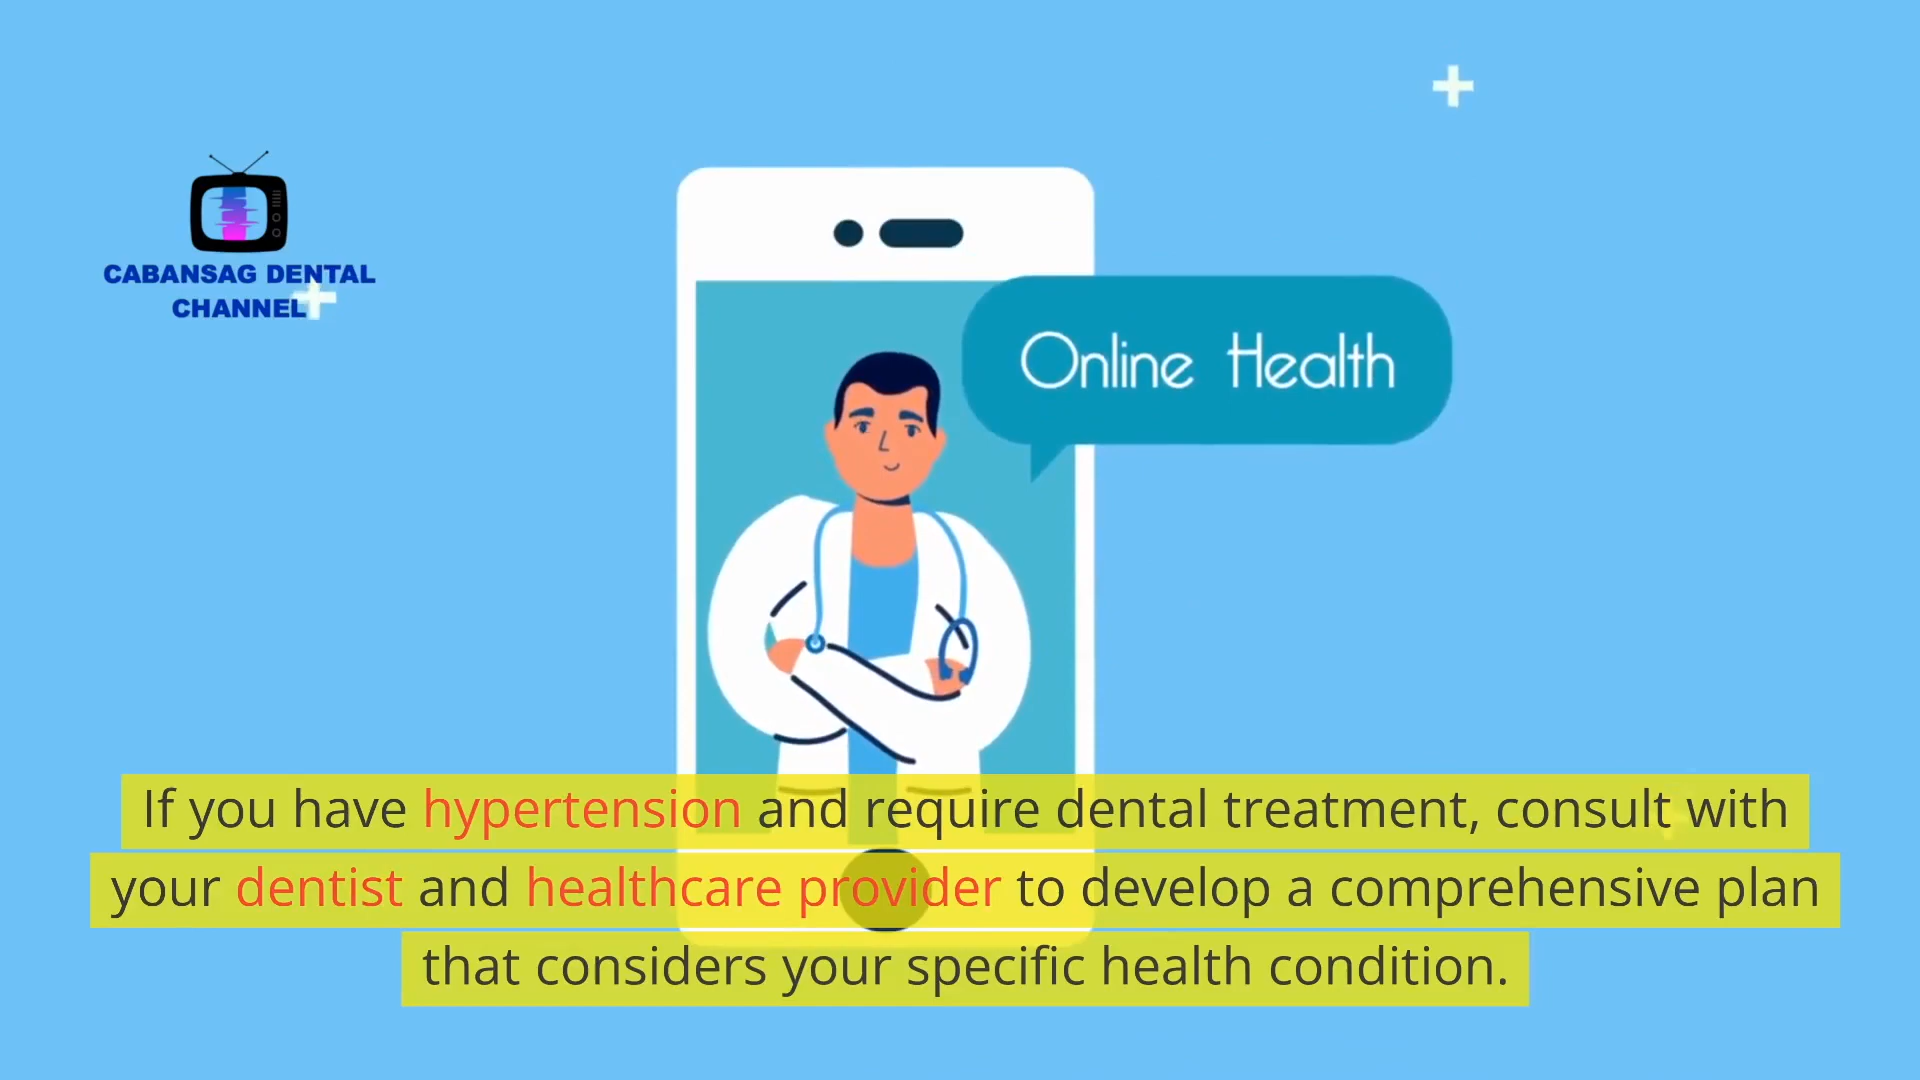 CABANSAG DENTAL
CHANNEL
Online Health
If you have hypertension and require dental treatment, consult with
your dentist and healthcare provider to develop a comprehensive plan
that considers your specific health condition.